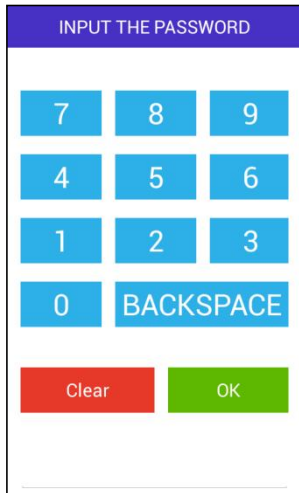 INPUT THE PASSWORD
7 8 9
4 5 6
1 2 3
0 BACKSPACE
Clear OK